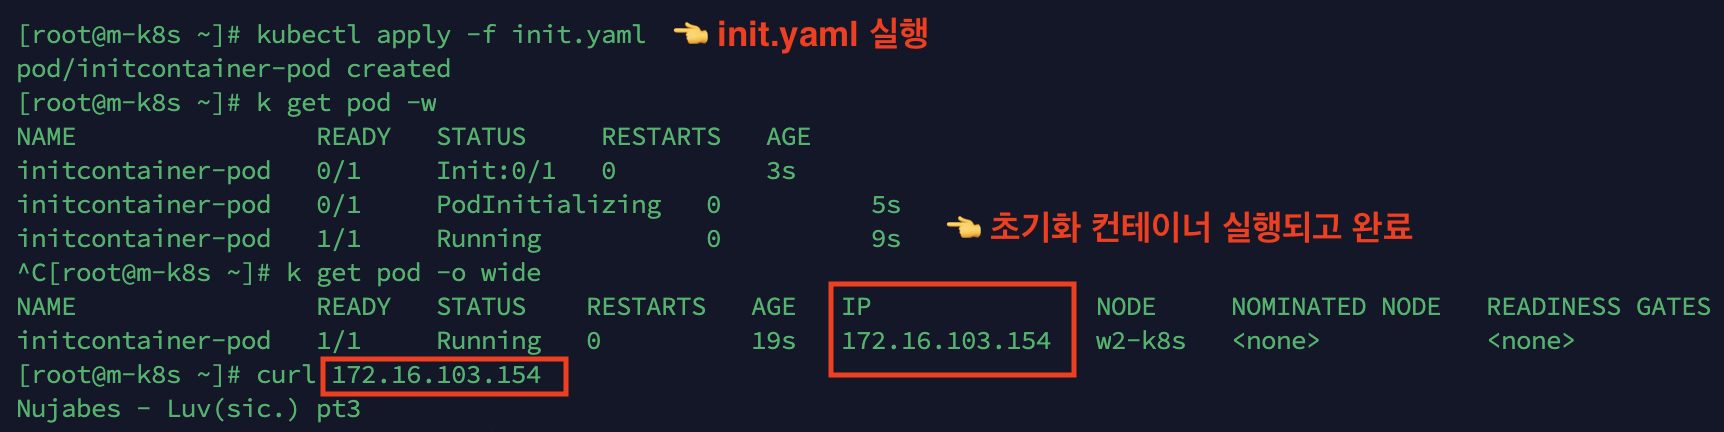 [root@m-k8s ~]# kubectl apply -f init.yaml 👈 init.yaml 실행
pod/initcontainer-pod created
[root@m-k8s ~]# k get pod -w
NAME READY STATUS RESTARTS AGE
initcontainer-pod 0/1 Init:0/1 0 3s
initcontainer-pod 0/1 PodInitializing 0 5s
initcontainer-pod 1/1 Running 0 9s 👈 초기화 컨테이너 실행되고 완료
^C[root@m-k8s ~]# k get pod -o wide
NAME READY STATUS RESTARTS AGE IP NODE NOMINATED NODE READINESS GATES
initcontainer-pod 1/1 Running 0 19s 172.16.103.154 w2-k8s <none> <none>
[root@m-k8s ~]# curl 172.16.103.154
Nujabes - Luv(sic.) pt3